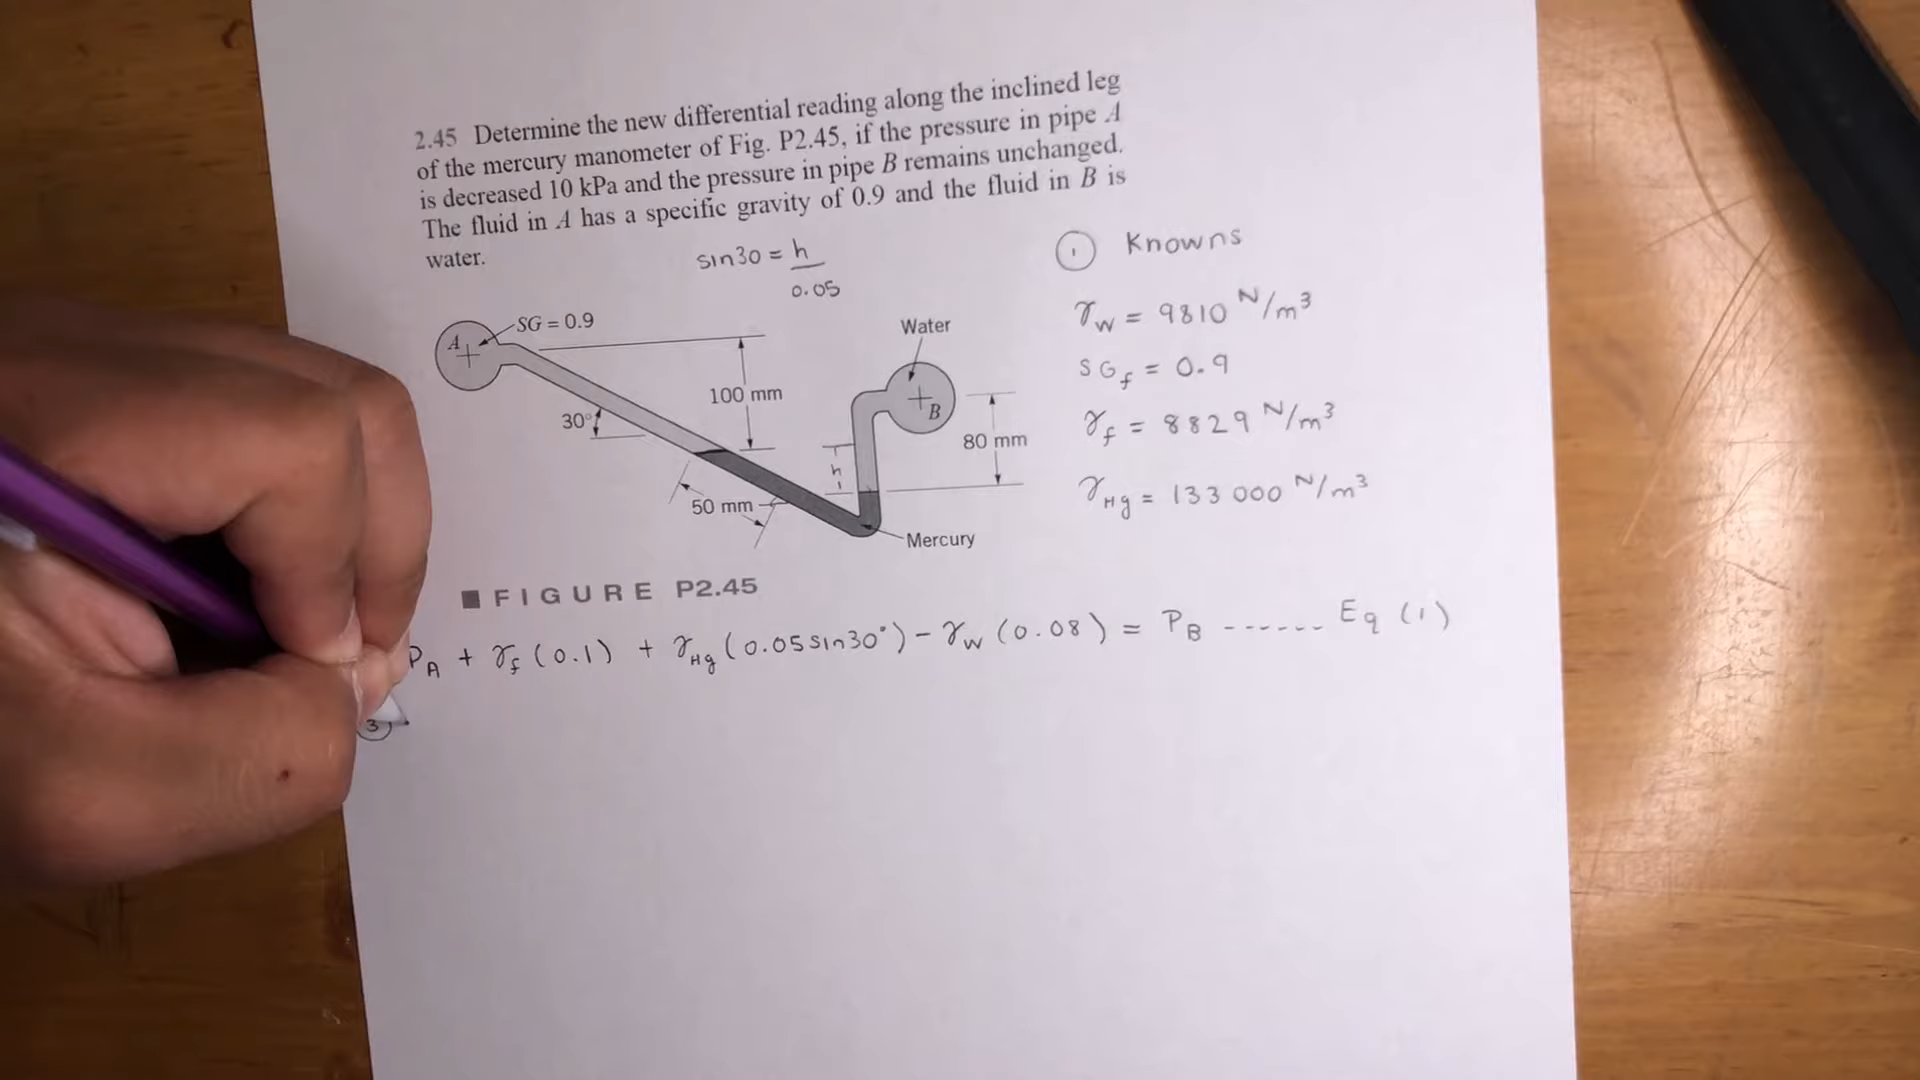 2.45 Determine the new differential reading along the inclined leg
of the mercury manometer of Fig. P2.45, if the pressure in pipe A
is decreased 10 kPa and the pressure in pipe B remains unchanged.
The fluid in A has a specific gravity of 0.9 and the fluid in B is
water.
sin30 = h
0.05
1 Knowns
γw = 9810 N/m³
SGf = 0.9
γf = 8829 N/m³
γHg = 133 000 N/m³
SG = 0.9
A
Water
100 mm
30°
B
80 mm
h
50 mm
Mercury
FIGURE P2.45
PA + γf (0.1) + γHg (0.05 sin30°) - γw (0.08) = PB ------ Eq (1)
3